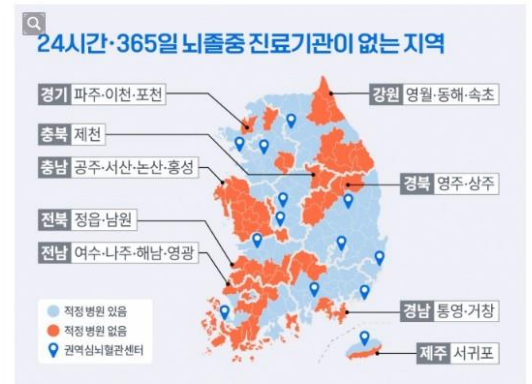 24시간·365일 뇌졸중 진료기관이 없는 지역
경기 파주·이천·포천
강원 영월·동해·속초
충북 제천
충남 공주·서산·논산·홍성
경북 영주·상주
전북 정읍·남원
전남 여수·나주·해남·영광
적정 병원 있음
적정 병원 없음
권역심뇌혈관센터
경남 통영·거창
제주 서귀포